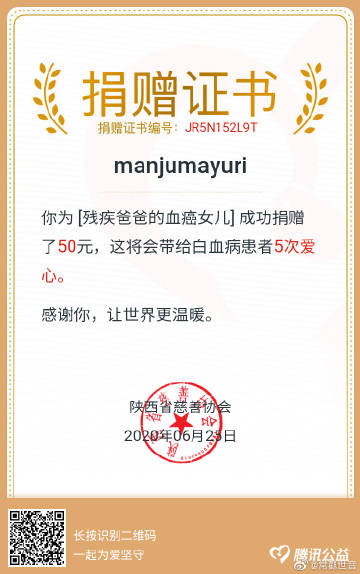 捐赠证书
捐赠证书编号：JR5N152L9T
manjumayuri
你为 [残疾爸爸的血癌女儿] 成功捐赠
了50元，这将会带给白血病患者5次爱
心。
感谢你，让世界更温暖。
陕西省慈善协会
2020年06月25日
长按识别二维码
一起为爱坚守
腾讯公益